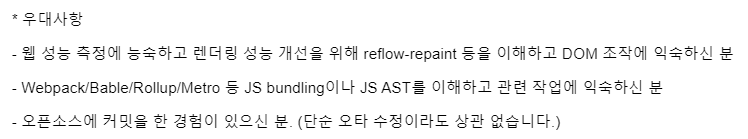 * 우대사항
- 웹 성능 측정에 능숙하고 렌더링 성능 개선을 위해 reflow-repaint 등을 이해하고 DOM 조작에 익숙하신 분
- Webpack/Bable/Rollup/Metro 등 JS bundling이나 JS AST를 이해하고 관련 작업에 익숙하신 분
- 오픈소스에 커밋을 한 경험이 있으신 분. (단순 오타 수정이라도 상관 없습니다.)